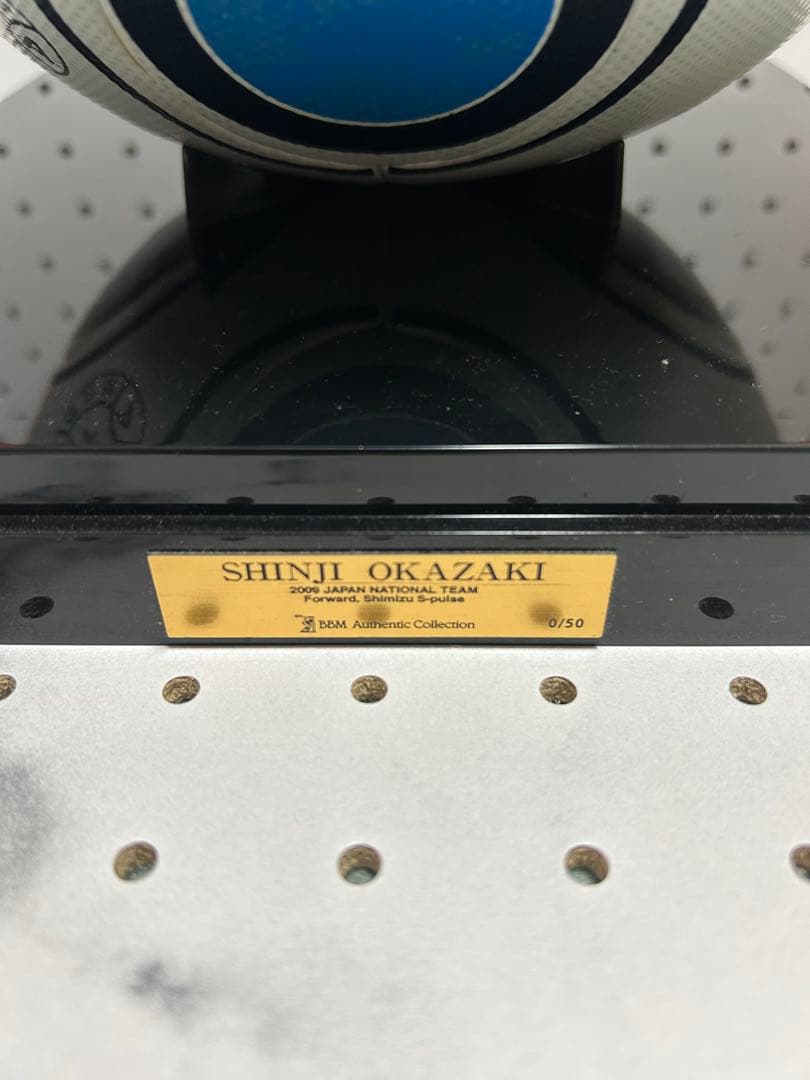 SHINJI OKAZAKI
2009 JAPAN NATIONAL TEAM
Forward, Shimizu S-pulse
BBM Authentic Collection 0/50